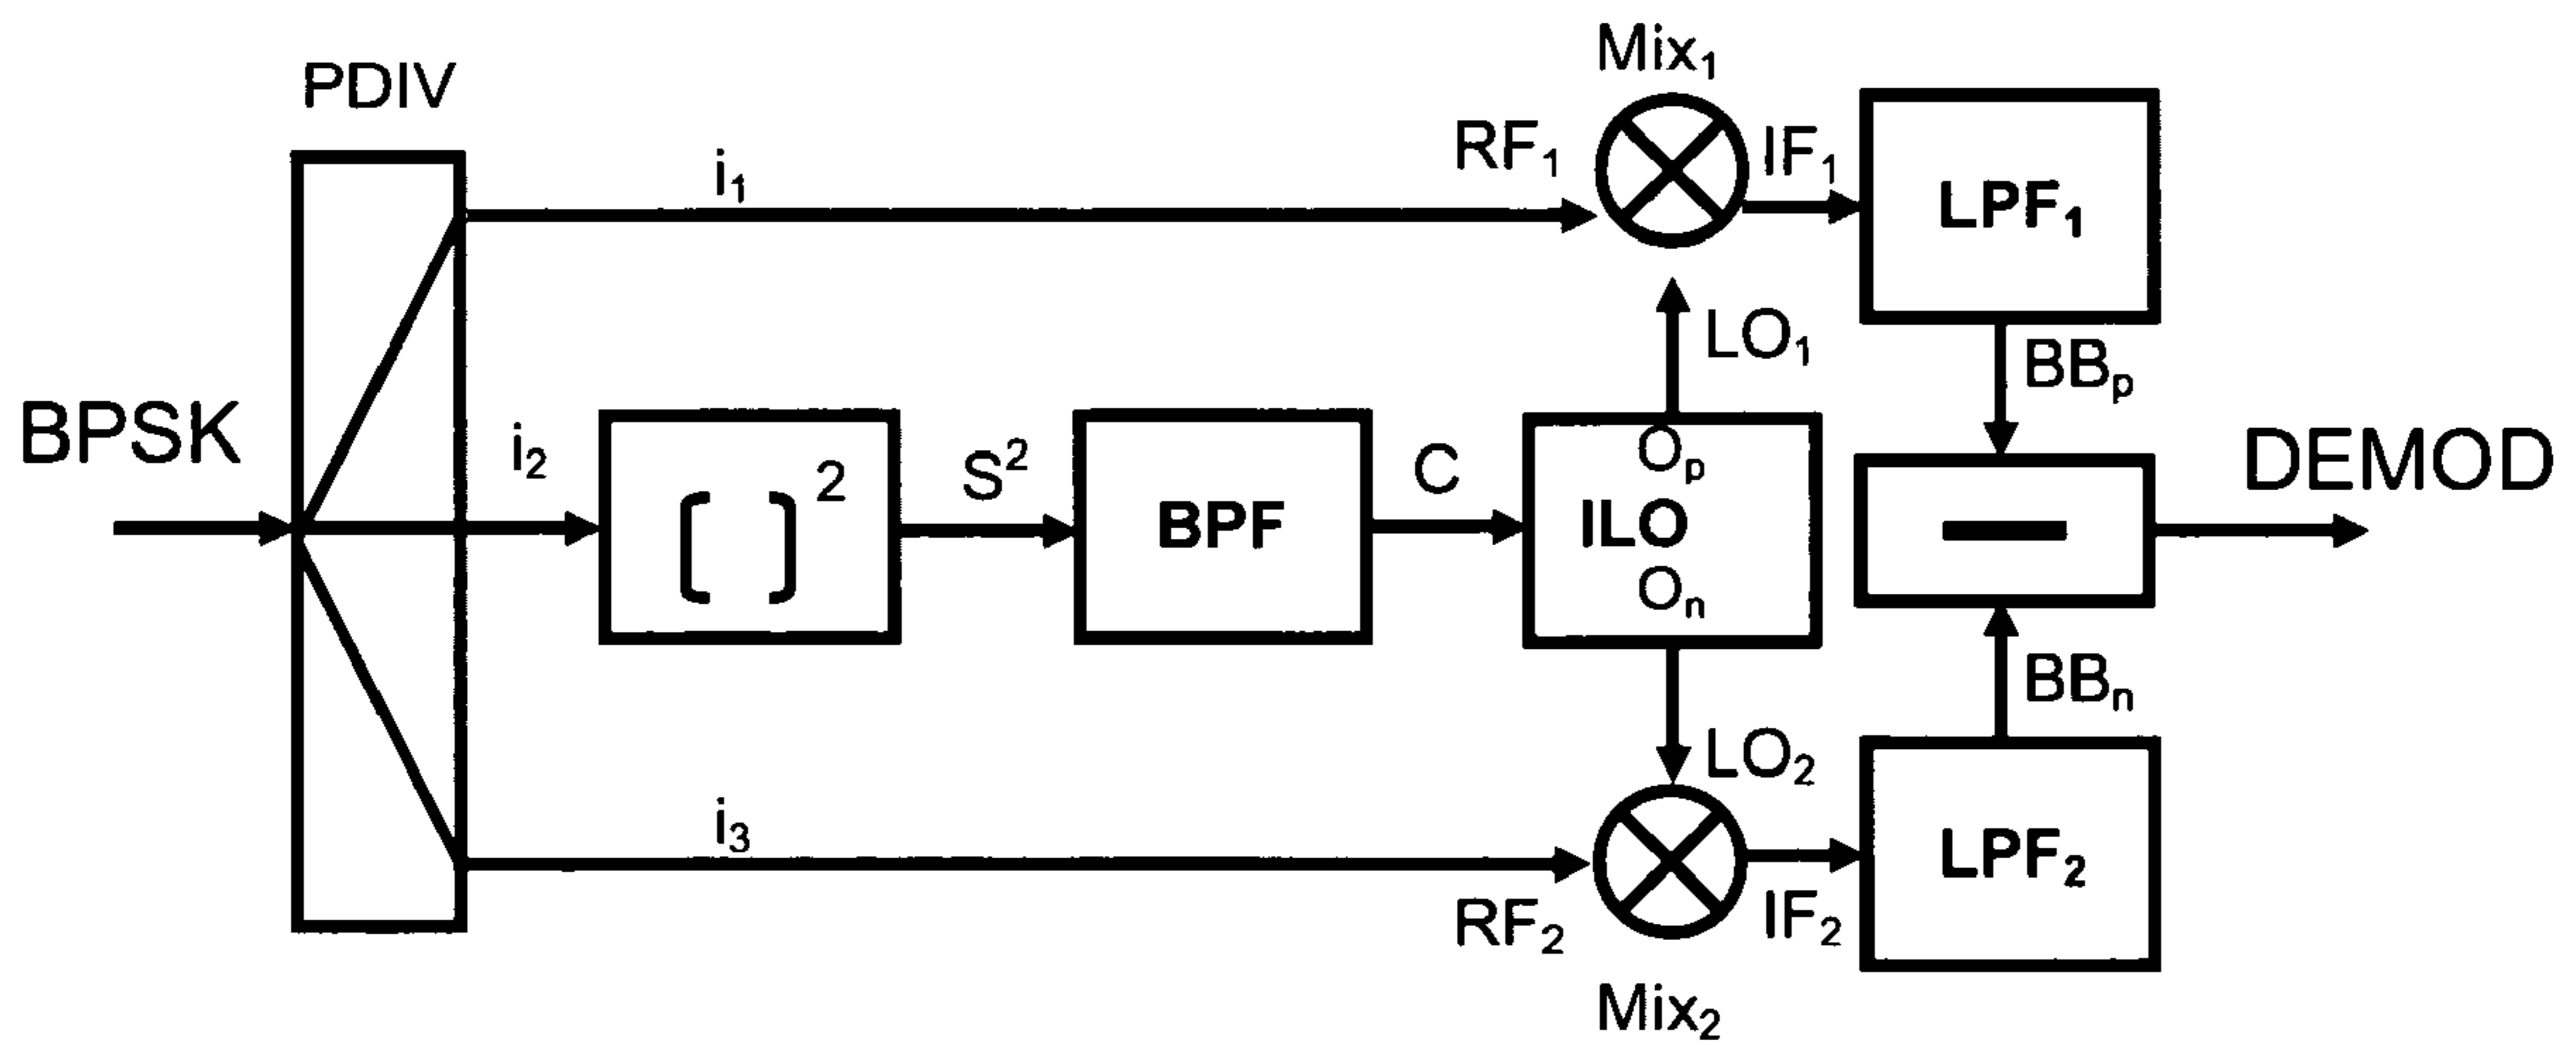 Mix₁
PDIV
RF₁
IF₁
LPF₁
i₁
LO₁
BBₚ
BPSK
i₂
[ ]²
S²
BPF
C
Oₚ
ILO
Oₙ
DEMOD
BBₙ
LO₂
i₃
RF₂
IF₂
LPF₂
Mix₂